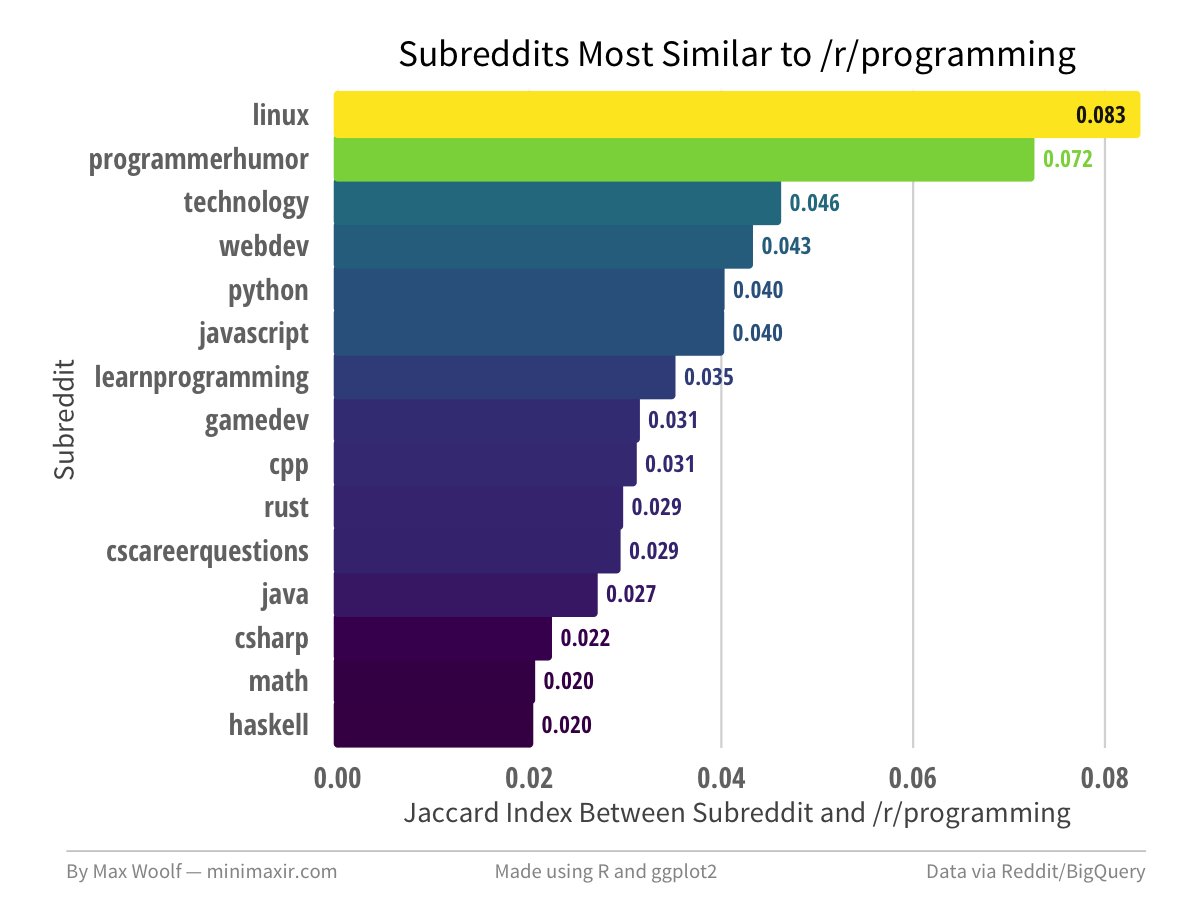 Subreddits Most Similar to /r/programming
linux 0.083
programmerhumor 0.072
technology 0.046
webdev 0.043
python 0.040
javascript 0.040
learnprogramming 0.035
gamedev 0.031
cpp 0.031
rust 0.029
cscareerquestions 0.029
java 0.027
csharp 0.022
math 0.020
haskell 0.020
Subreddit
0.00 0.02 0.04 0.06 0.08
Jaccard Index Between Subreddit and /r/programming
By Max Woolf — minimaxir.com Made using R and ggplot2 Data via Reddit/BigQuery